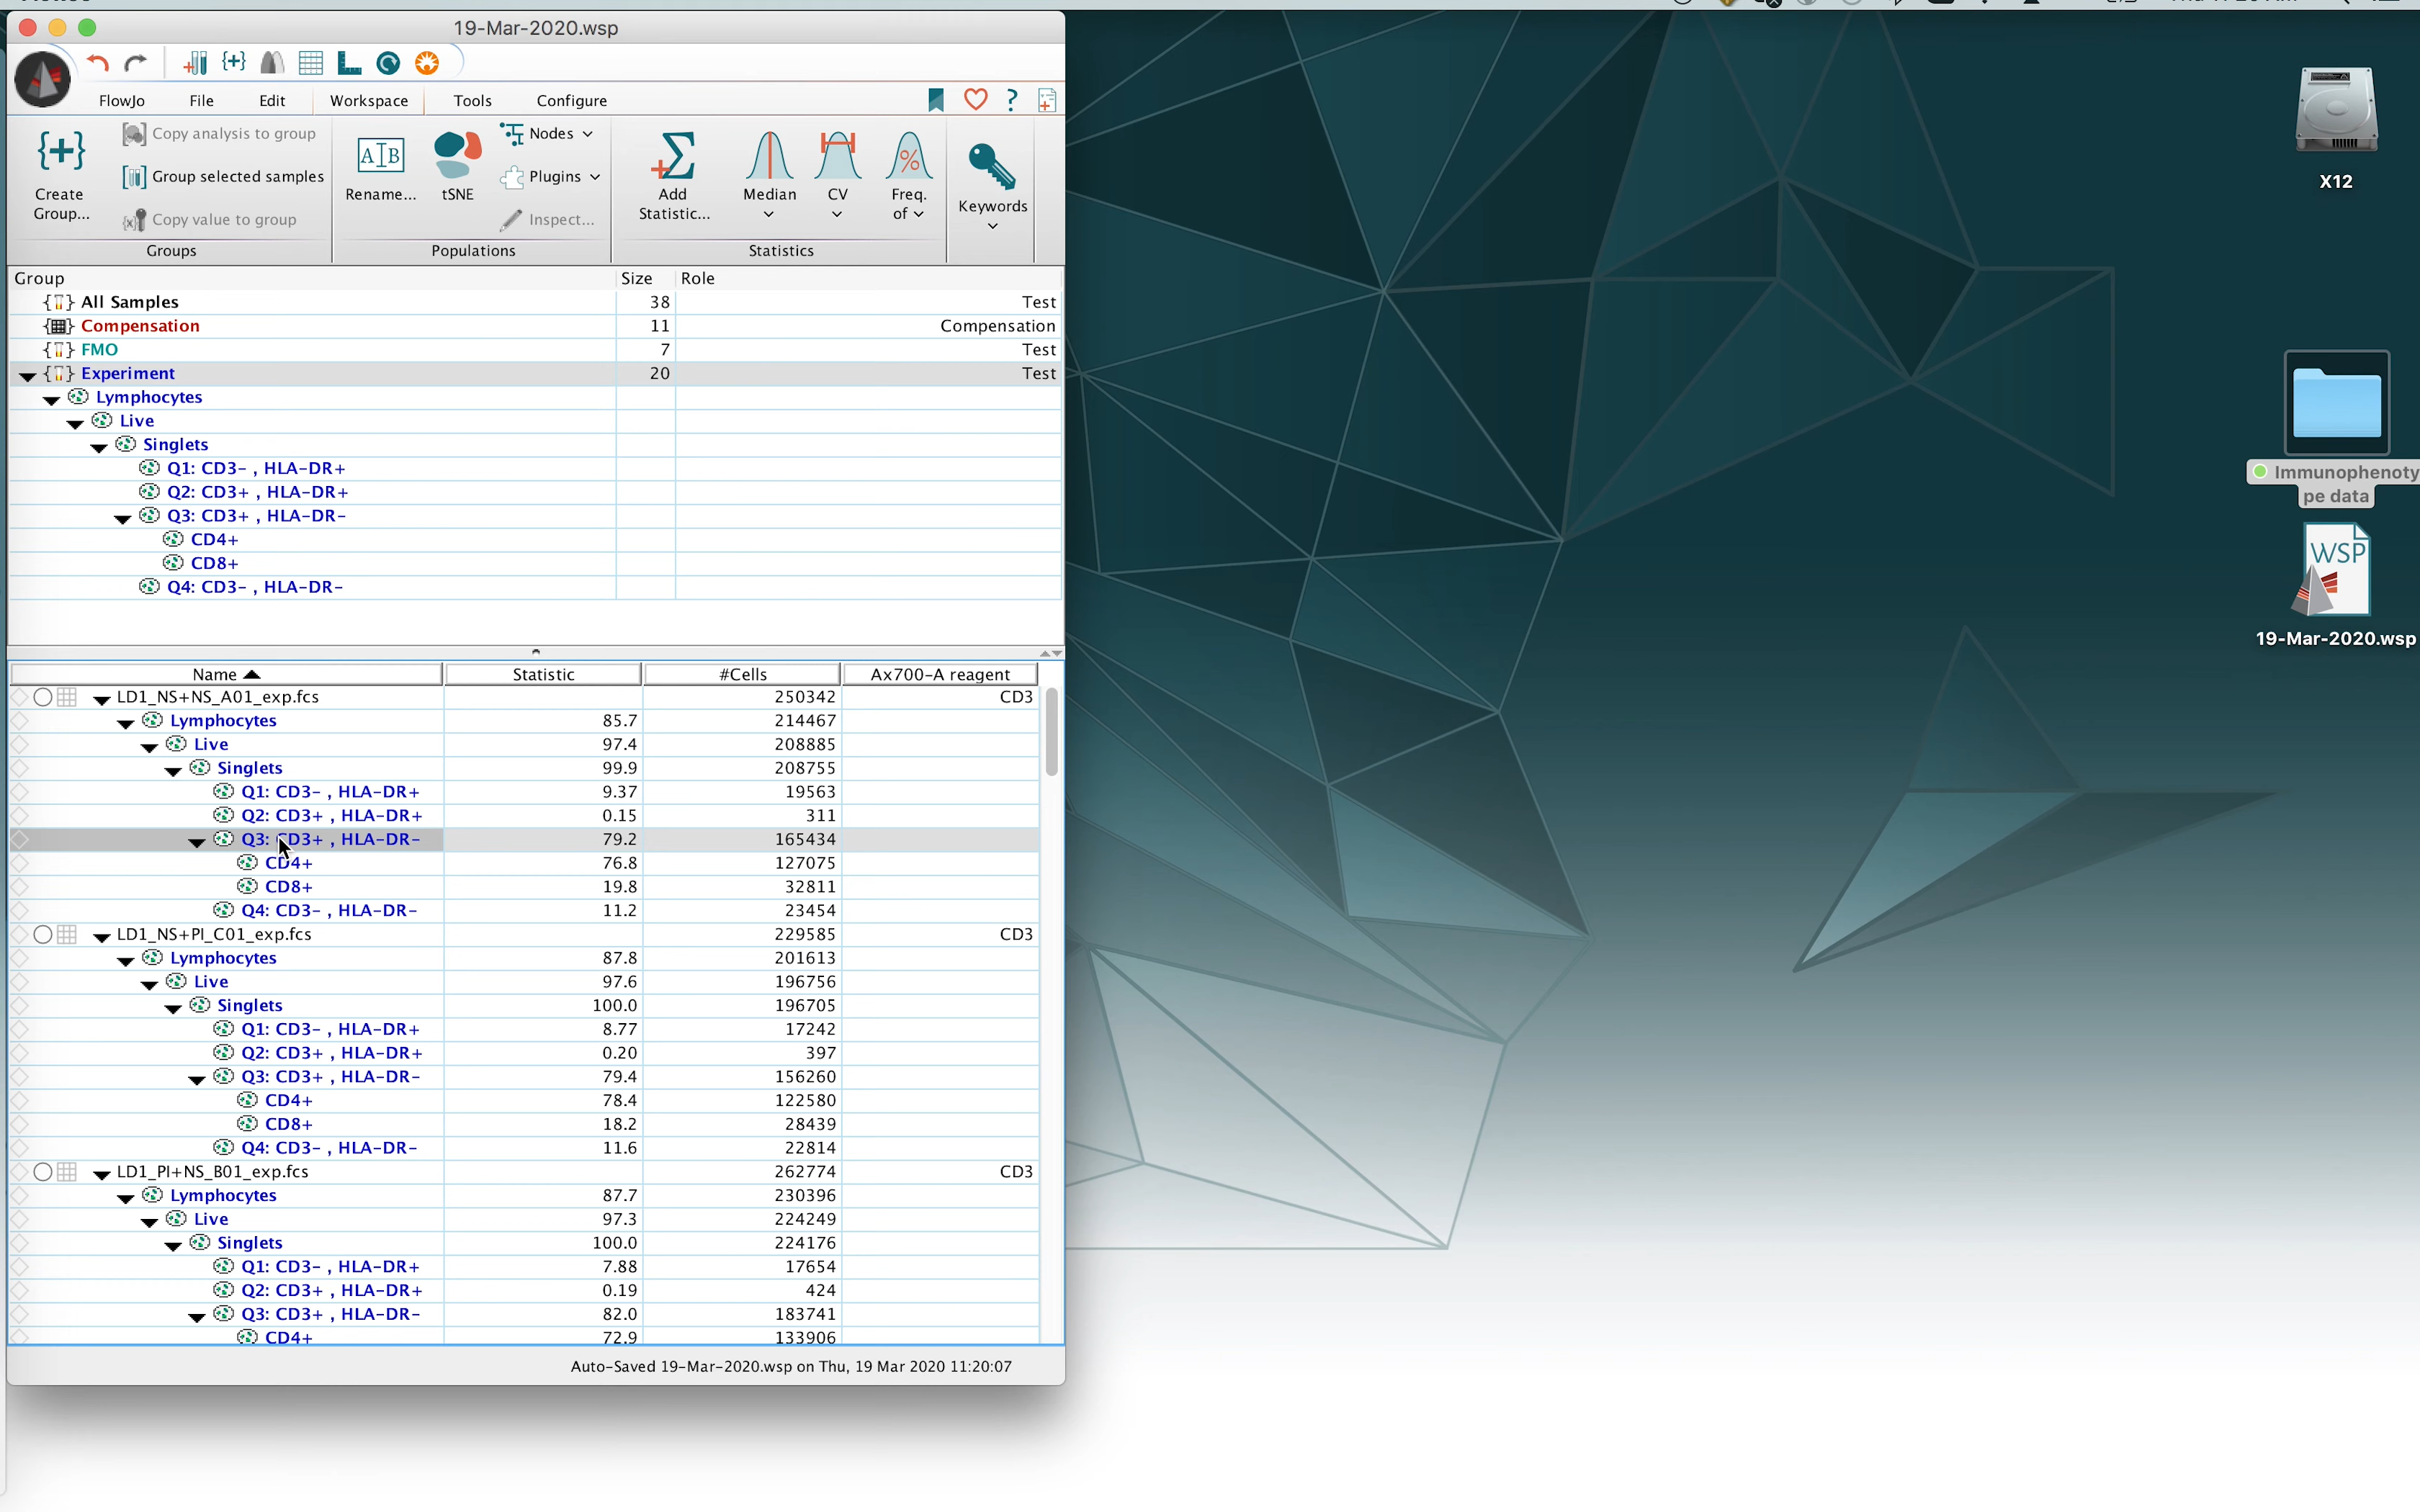 19-Mar-2020.wsp
FlowJo File Edit Workspace Tools Configure
Create Group...
Copy analysis to group
Group selected samples
Copy value to group
Groups
Rename...
tSNE
Nodes
Plugins
Inspect...
Populations
Add Statistic...
Median
CV
Freq. of
Statistics
Keywords
Group Size Role
All Samples 38 Test
Compensation 11 Compensation
FMO 7 Test
Experiment 20 Test
Lymphocytes
Live
Singlets
Q1: CD3- , HLA-DR+
Q2: CD3+ , HLA-DR+
Q3: CD3+ , HLA-DR-
CD4+
CD8+
Q4: CD3- , HLA-DR-
Name Statistic #Cells Ax700-A reagent
LD1_NS+NS_A01_exp.fcs 250342 CD3
Lymphocytes 85.7 214467
Live 97.4 208885
Singlets 99.9 208755
Q1: CD3- , HLA-DR+ 9.37 19563
Q2: CD3+ , HLA-DR+ 0.15 311
Q3: CD3+ , HLA-DR- 79.2 165434
CD4+ 76.8 127075
CD8+ 19.8 32811
Q4: CD3- , HLA-DR- 11.2 23454
LD1_NS+PI_C01_exp.fcs 229585 CD3
Lymphocytes 87.8 201613
Live 97.6 196756
Singlets 100.0 196705
Q1: CD3- , HLA-DR+ 8.77 17242
Q2: CD3+ , HLA-DR+ 0.20 397
Q3: CD3+ , HLA-DR- 79.4 156260
CD4+ 78.4 122580
CD8+ 18.2 28439
Q4: CD3- , HLA-DR- 11.6 22814
LD1_PI+NS_B01_exp.fcs 262774 CD3
Lymphocytes 87.7 230396
Live 97.3 224249
Singlets 100.0 224176
Q1: CD3- , HLA-DR+ 7.88 17654
Q2: CD3+ , HLA-DR+ 0.19 424
Q3: CD3+ , HLA-DR- 82.0 183741
CD4+ 72.9 133906
Auto-Saved 19-Mar-2020.wsp on Thu, 19 Mar 2020 11:20:07
X12
Immunophenoty
pe data
WSP
19-Mar-2020.wsp